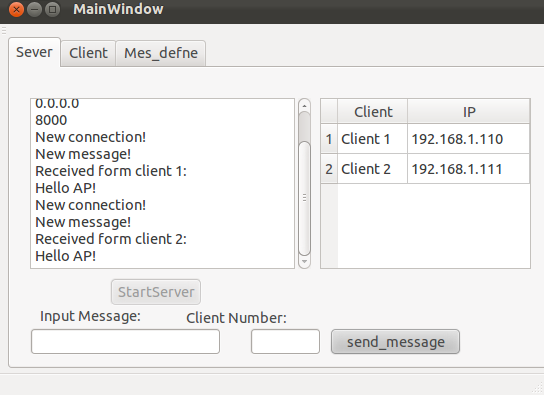 MainWindow
Sever Client Mes_defne
0.0.0.0
8000
New connection!
New message!
Received form client 1:
Hello AP!
New connection!
New message!
Received form client 2:
Hello AP!
Client IP
1 Client 1 192.168.1.110
2 Client 2 192.168.1.111
StartServer
Input Message: Client Number:
send_message